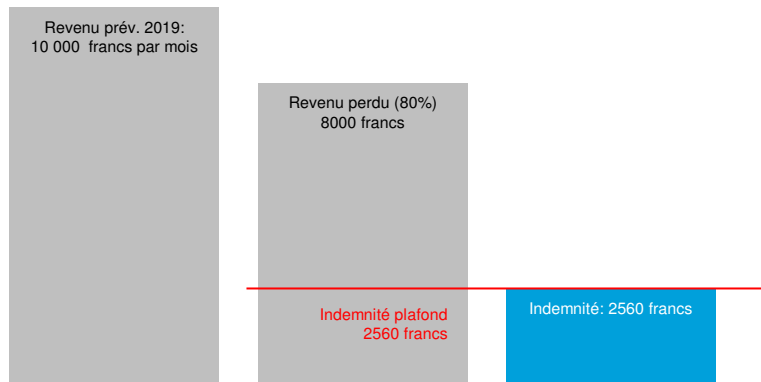 Revenu prév. 2019:
10 000 francs par mois
Revenu perdu (80%)
8000 francs
Indemnité plafond
2560 francs
Indemnité: 2560 francs